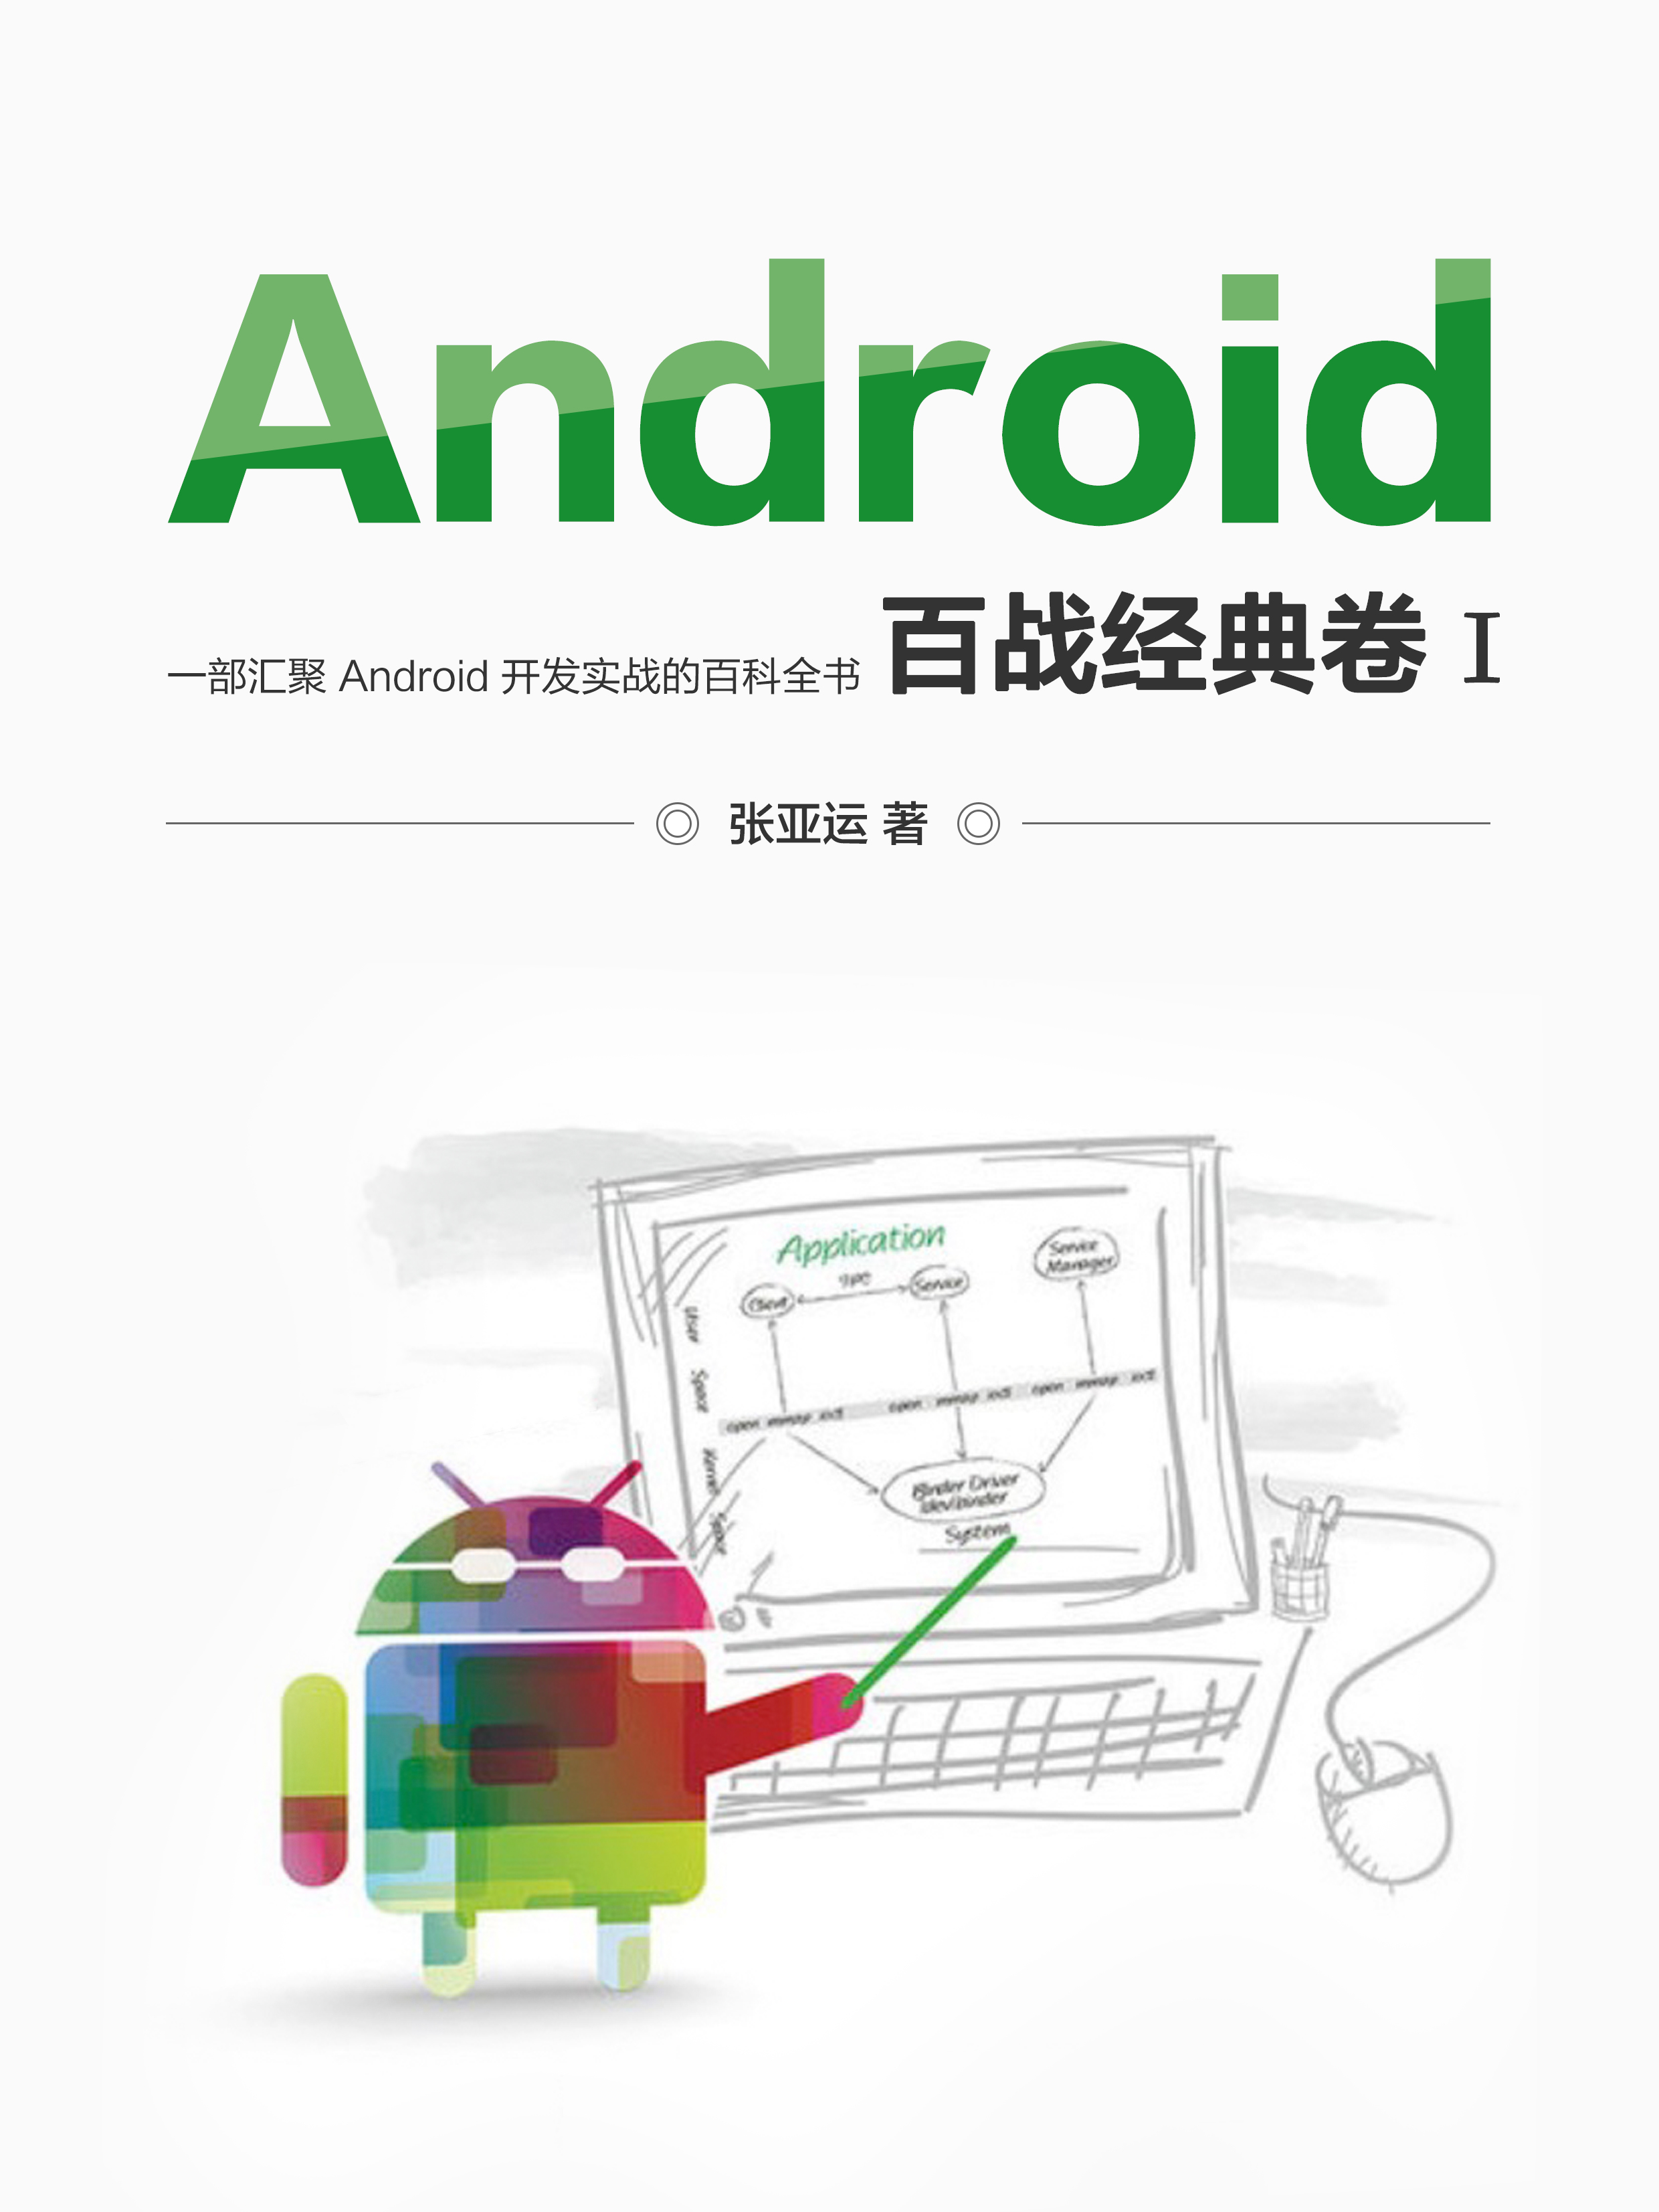 Android
一部汇聚 Android 开发实战的百科全书 百战经典卷 I
张亚运 著
Application
Service Manager
Client IPC Service
User Space
open mmap ioctl open mmap ioctl open mmap ioctl
Kernel Space
Binder Driver
/dev/binder
System